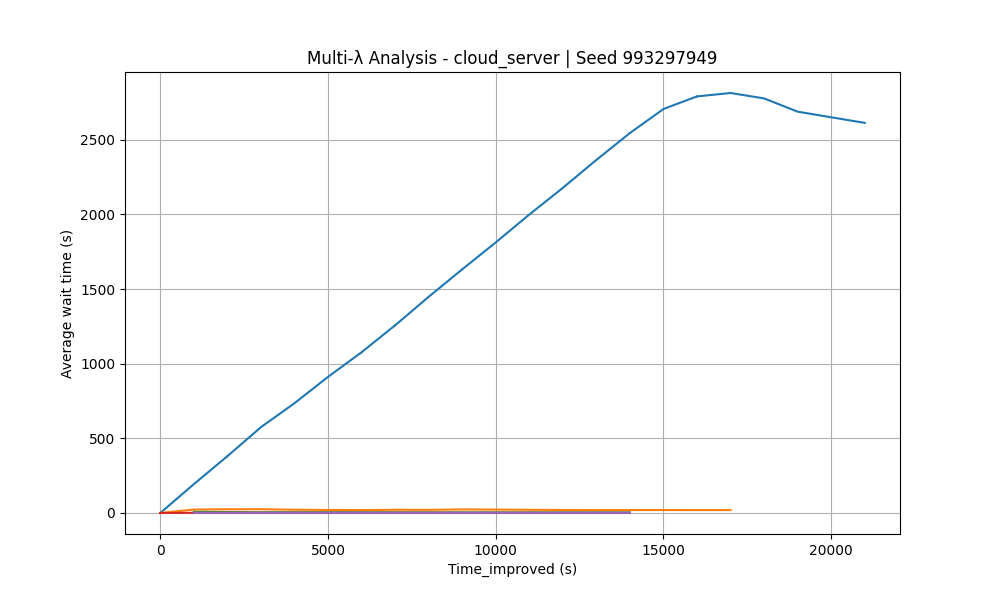 Multi-λ Analysis - cloud_server | Seed 993297949
Average wait time (s)
2500
2000
1500
1000
500
0
0 5000 10000 15000 20000
Time_improved (s)